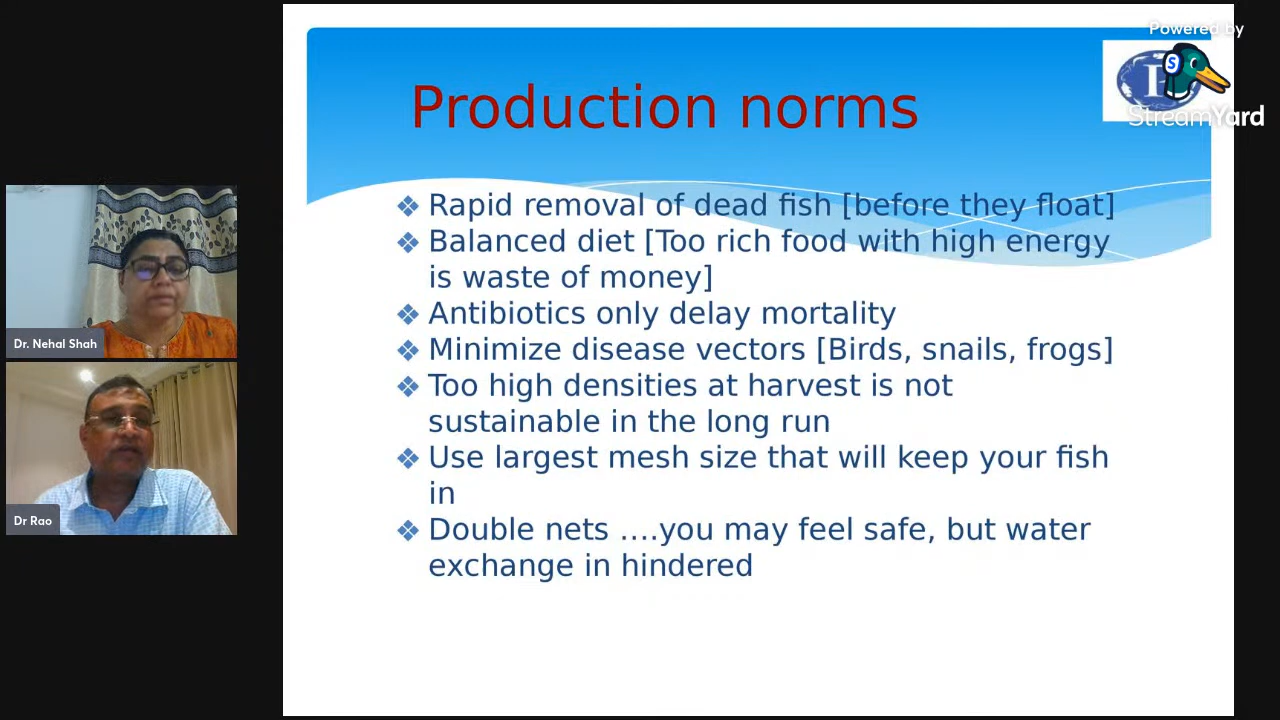 Powered by
StreamYard
Production norms
❖ Rapid removal of dead fish [before they float]
❖ Balanced diet [Too rich food with high energy
is waste of money]
❖ Antibiotics only delay mortality
❖ Minimize disease vectors [Birds, snails, frogs]
❖ Too high densities at harvest is not
sustainable in the long run
❖ Use largest mesh size that will keep your fish
in
❖ Double nets ....you may feel safe, but water
exchange in hindered
Dr. Nehal Shah
Dr Rao